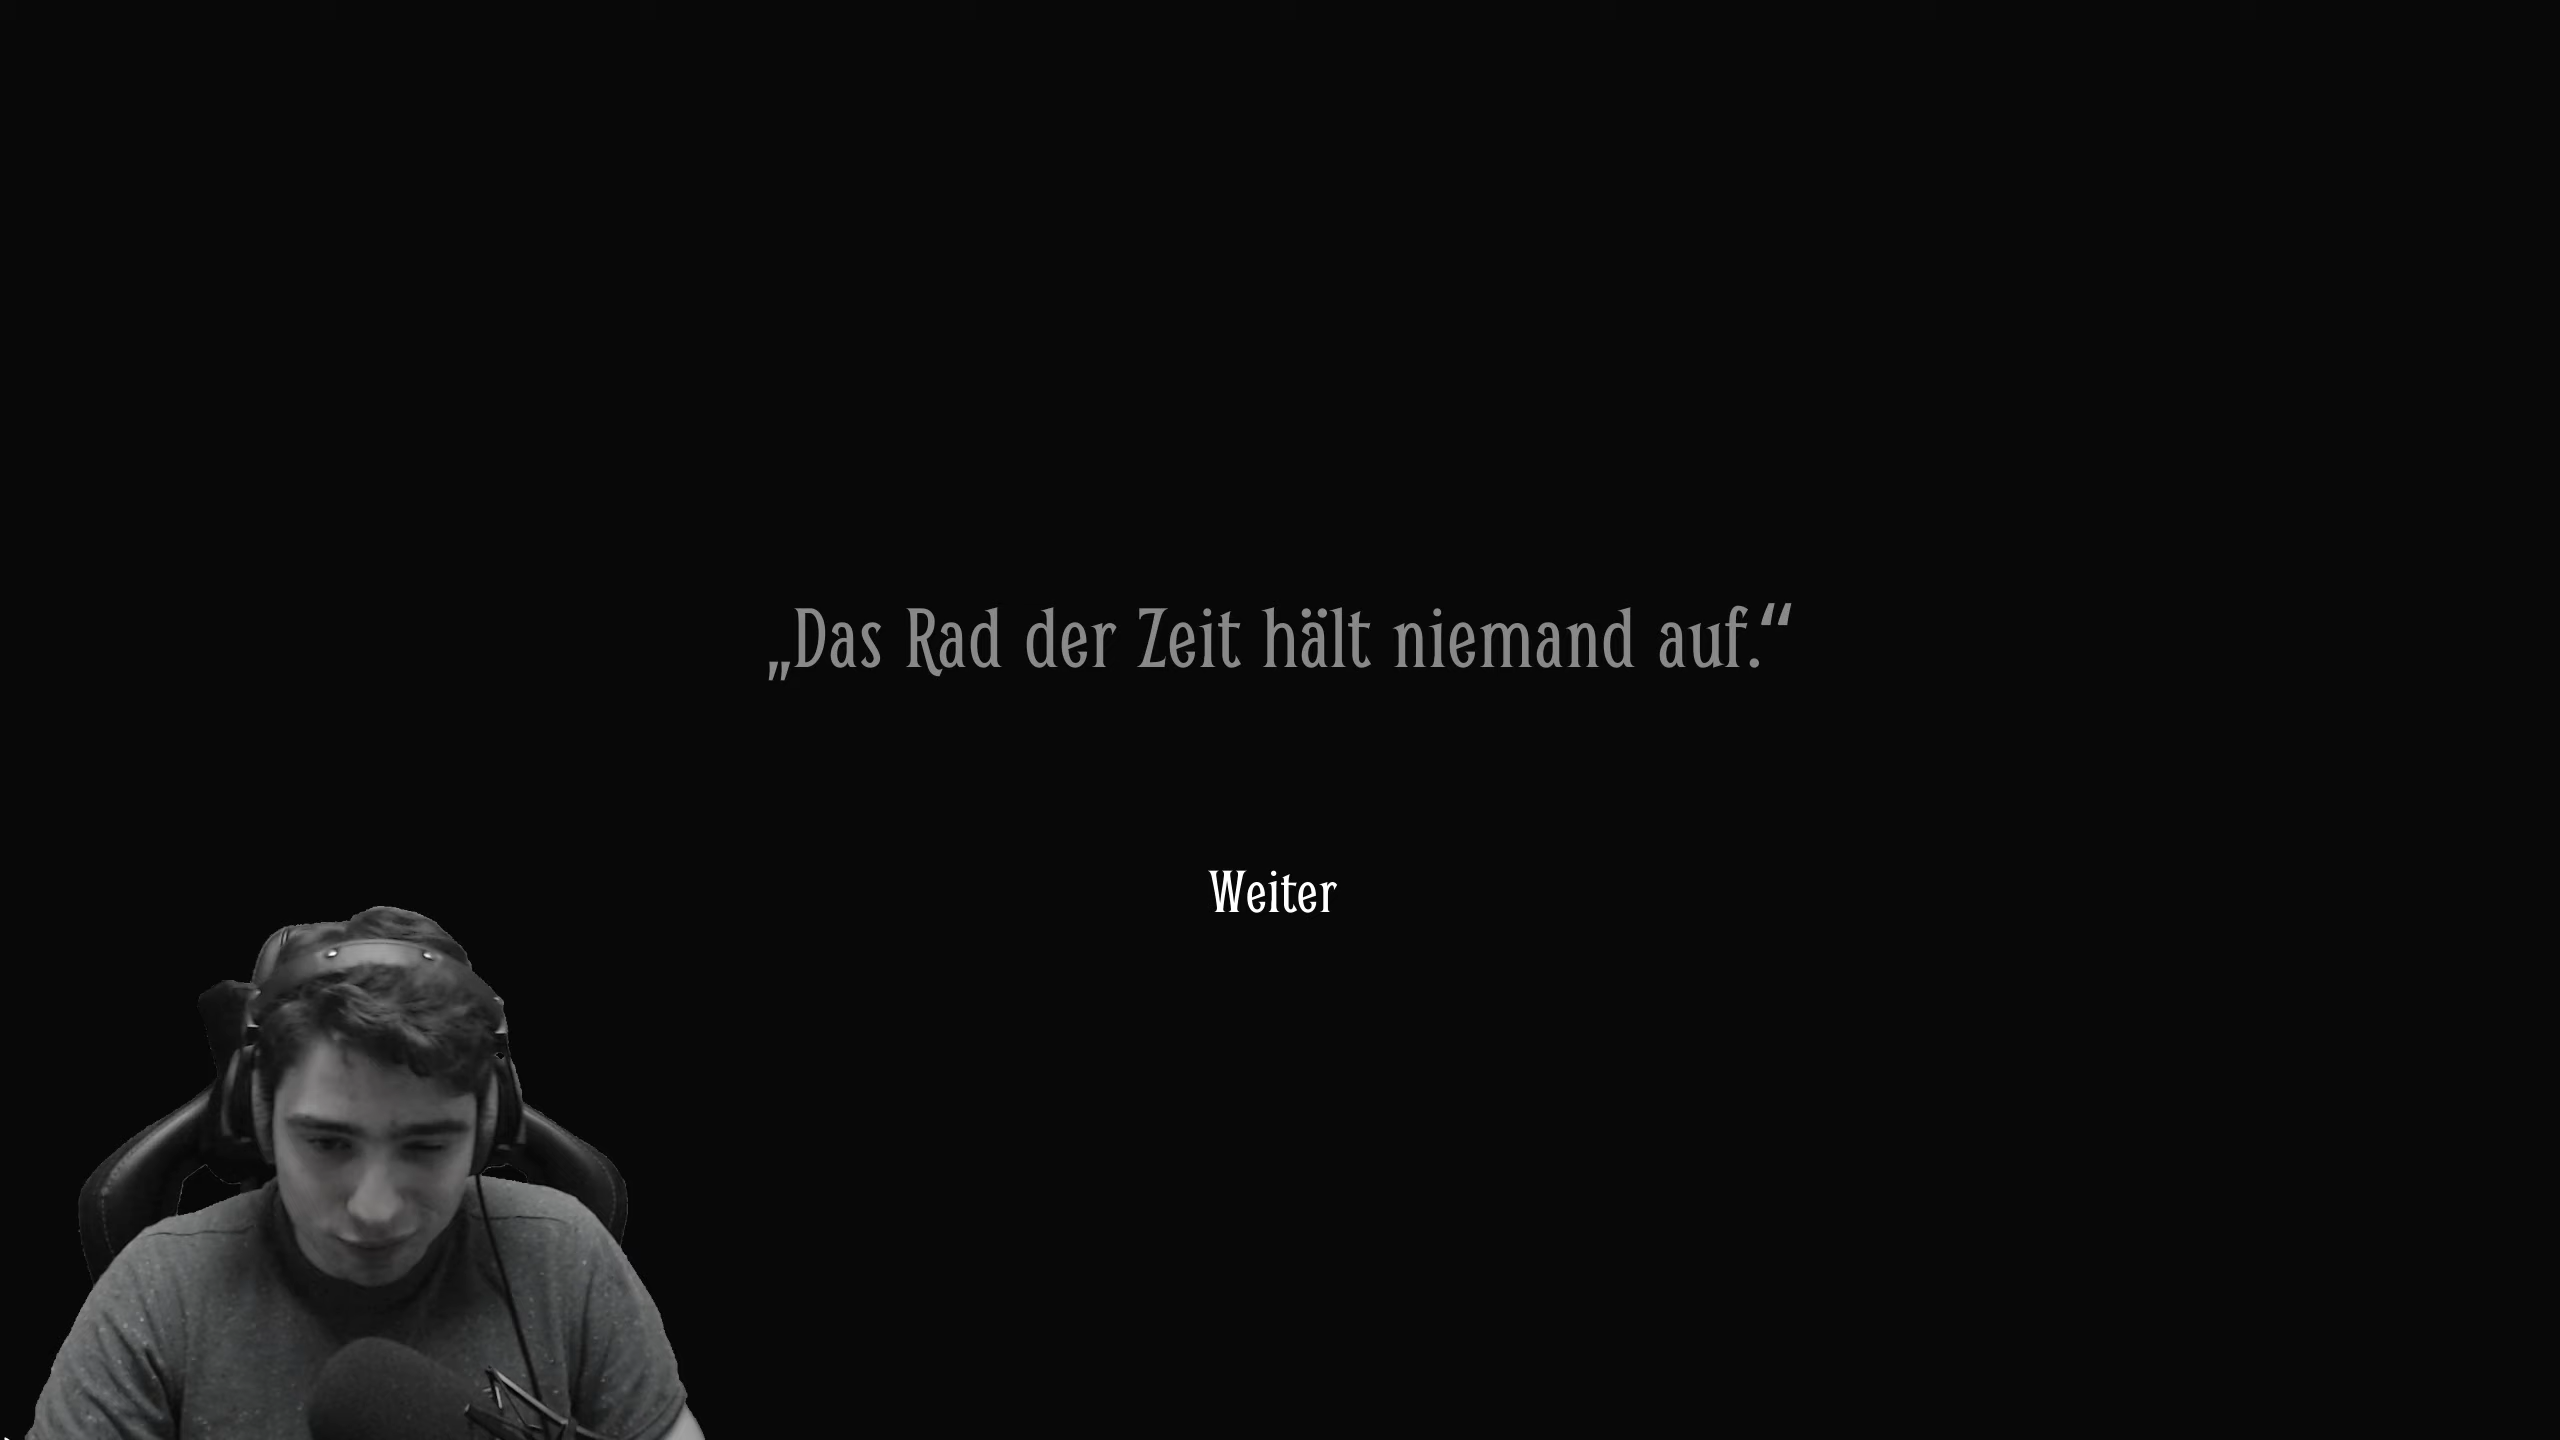 „Das Rad der Zeit hält niemand auf.“
Weiter